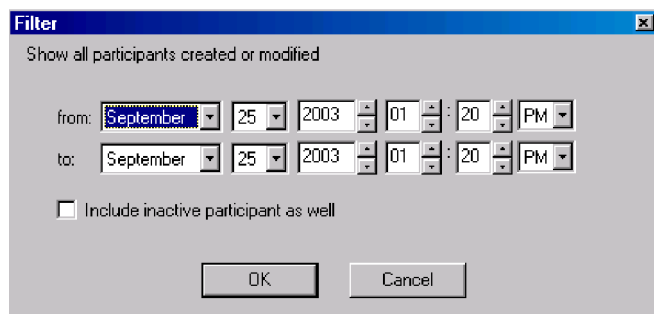 Filter
Show all participants created or modified
from: September 25 2003 01 : 20 PM
to: September 25 2003 01 : 20 PM
Include inactive participant as well
OK Cancel